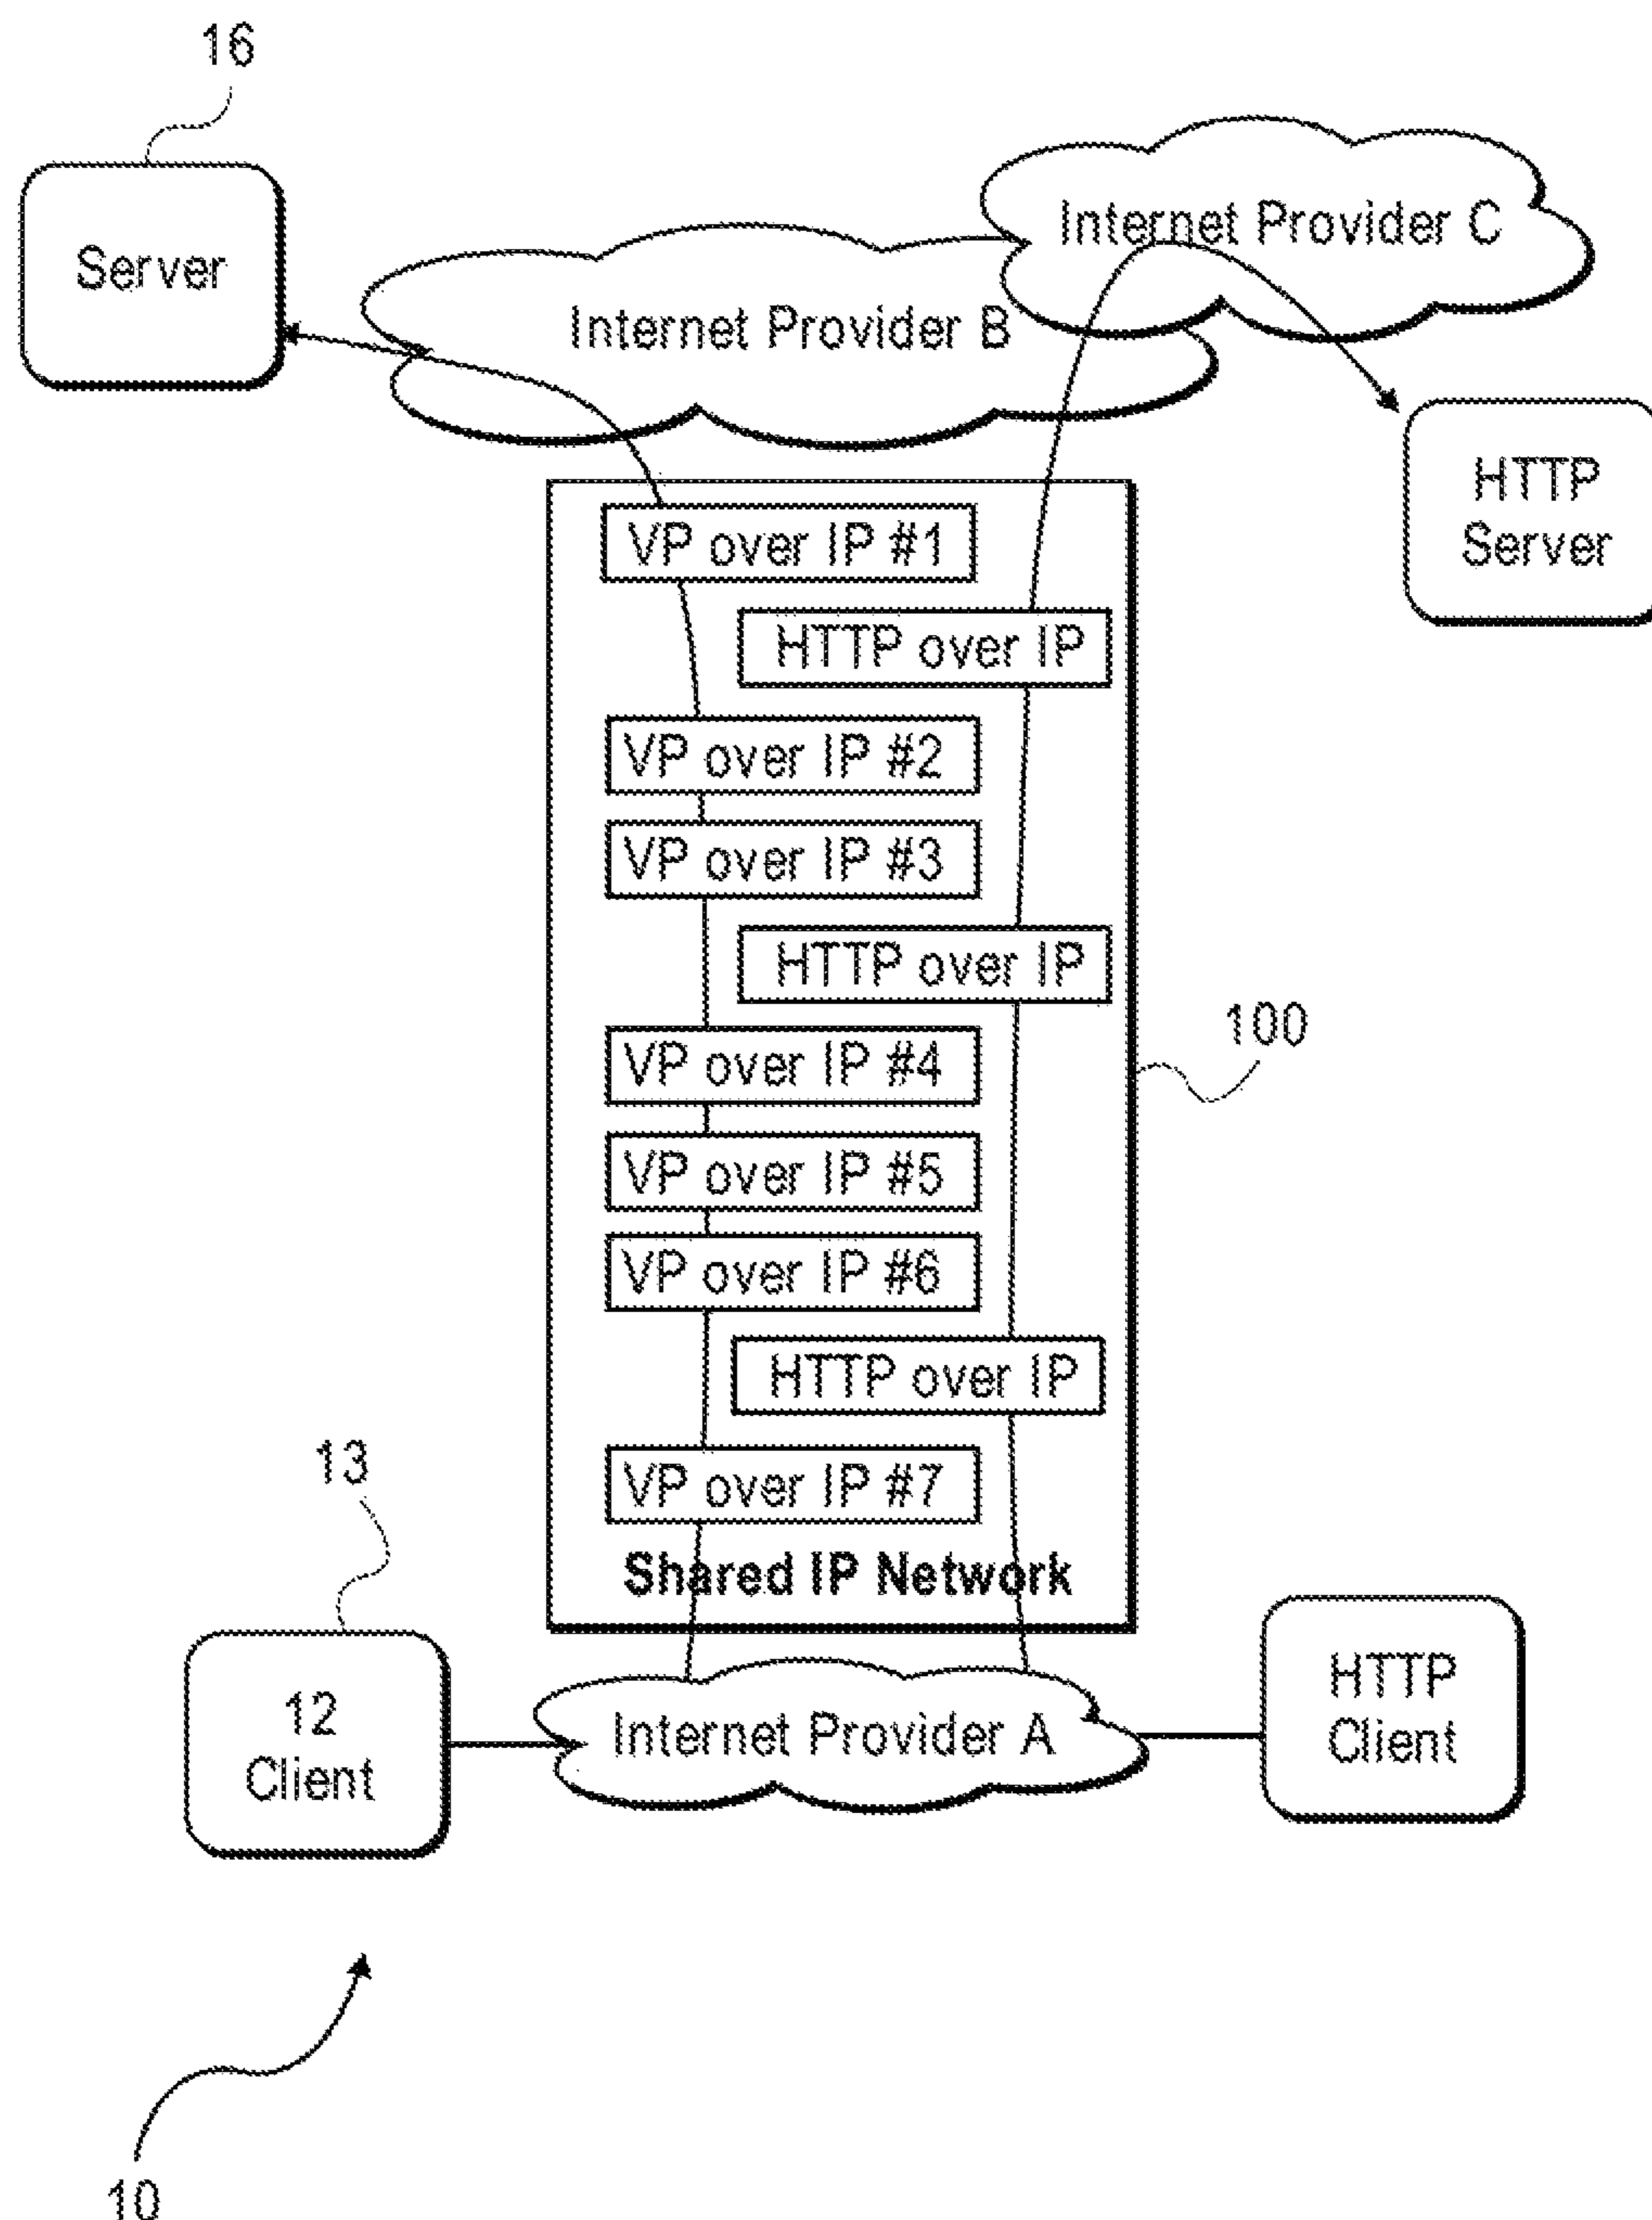 16
Server
Internet Provider C
Internet Provider B
HTTP
Server
VP over IP #1
HTTP over IP
VP over IP #2
VP over IP #3
HTTP over IP
100
VP over IP #4
VP over IP #5
VP over IP #6
HTTP over IP
13
VP over IP #7
Shared IP Network
12
Client
Internet Provider A
HTTP
Client
10